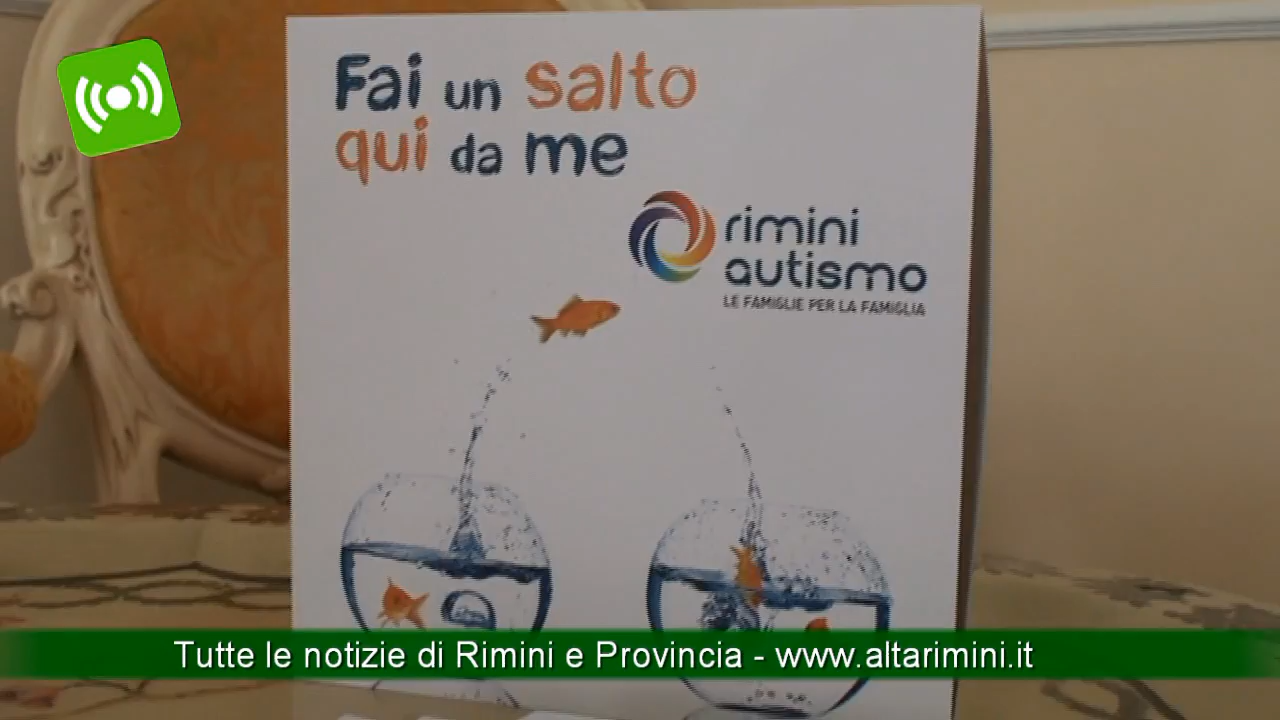 Fai un salto
qui da me
rimini
autismo
LE FAMIGLIE PER LA FAMIGLIA
Tutte le notizie di Rimini e Provincia - www.altarimini.it